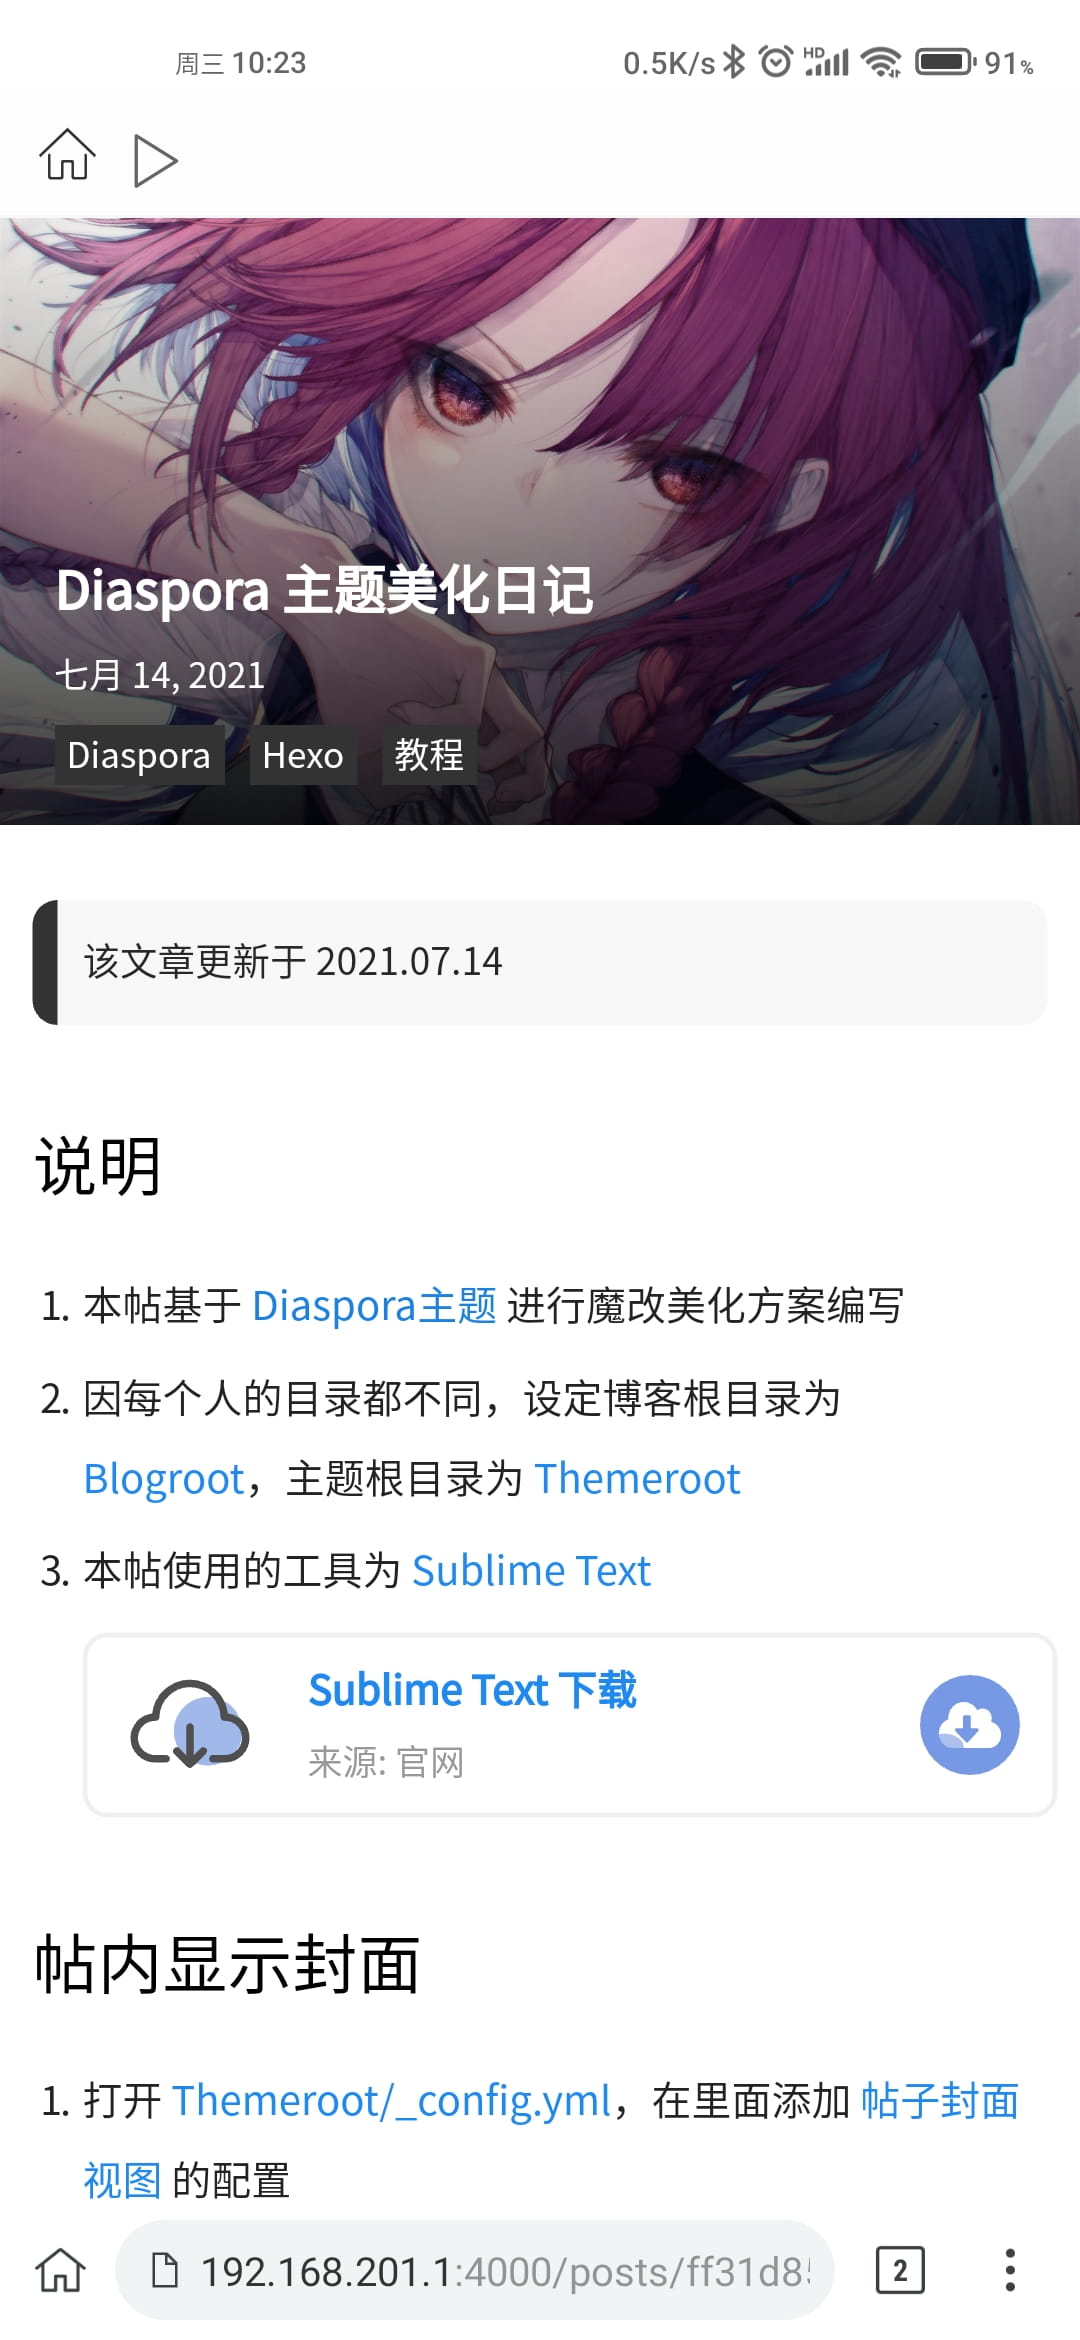 周三 10:23
0.5K/s HD 91%
Diaspora 主题美化日记
七月 14, 2021
Diaspora Hexo 教程
该文章更新于 2021.07.14
说明
1. 本帖基于 Diaspora主题 进行魔改美化方案编写
2. 因每个人的目录都不同，设定博客根目录为
Blogroot，主题根目录为 Themeroot
3. 本帖使用的工具为 Sublime Text
Sublime Text 下载
来源: 官网
帖内显示封面
1. 打开 Themeroot/_config.yml，在里面添加 帖子封面
视图 的配置
192.168.201.1:4000/posts/ff31d8
2